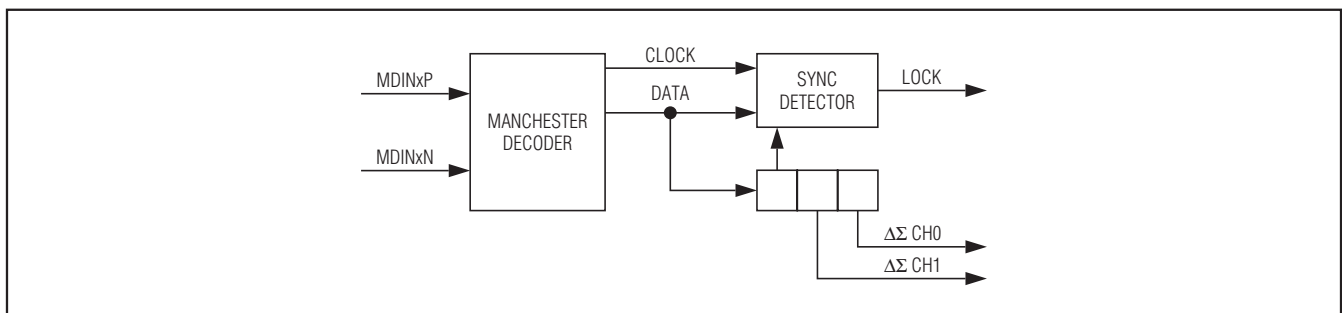 MDINxP
MDINxN
MANCHESTER
DECODER
CLOCK
DATA
SYNC
DETECTOR
LOCK
ΔΣ CH0
ΔΣ CH1